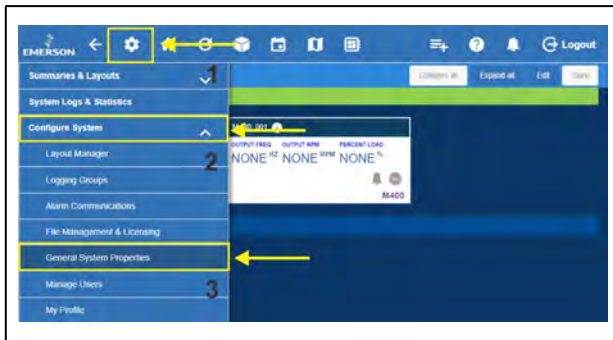 EMERSON
Logout
1
Summaries & Layouts
Expand all
Edit
System Logs & Statistics
Configure System
2
Layout Manager
Logging Groups
Alarm Communications
File Management & Licensing
General System Properties
Manage Users
3
My Profile
OUTPUT FREQ OUTPUT RPM PERCENT LOAD
NONE HZ NONE RPM NONE %
M400